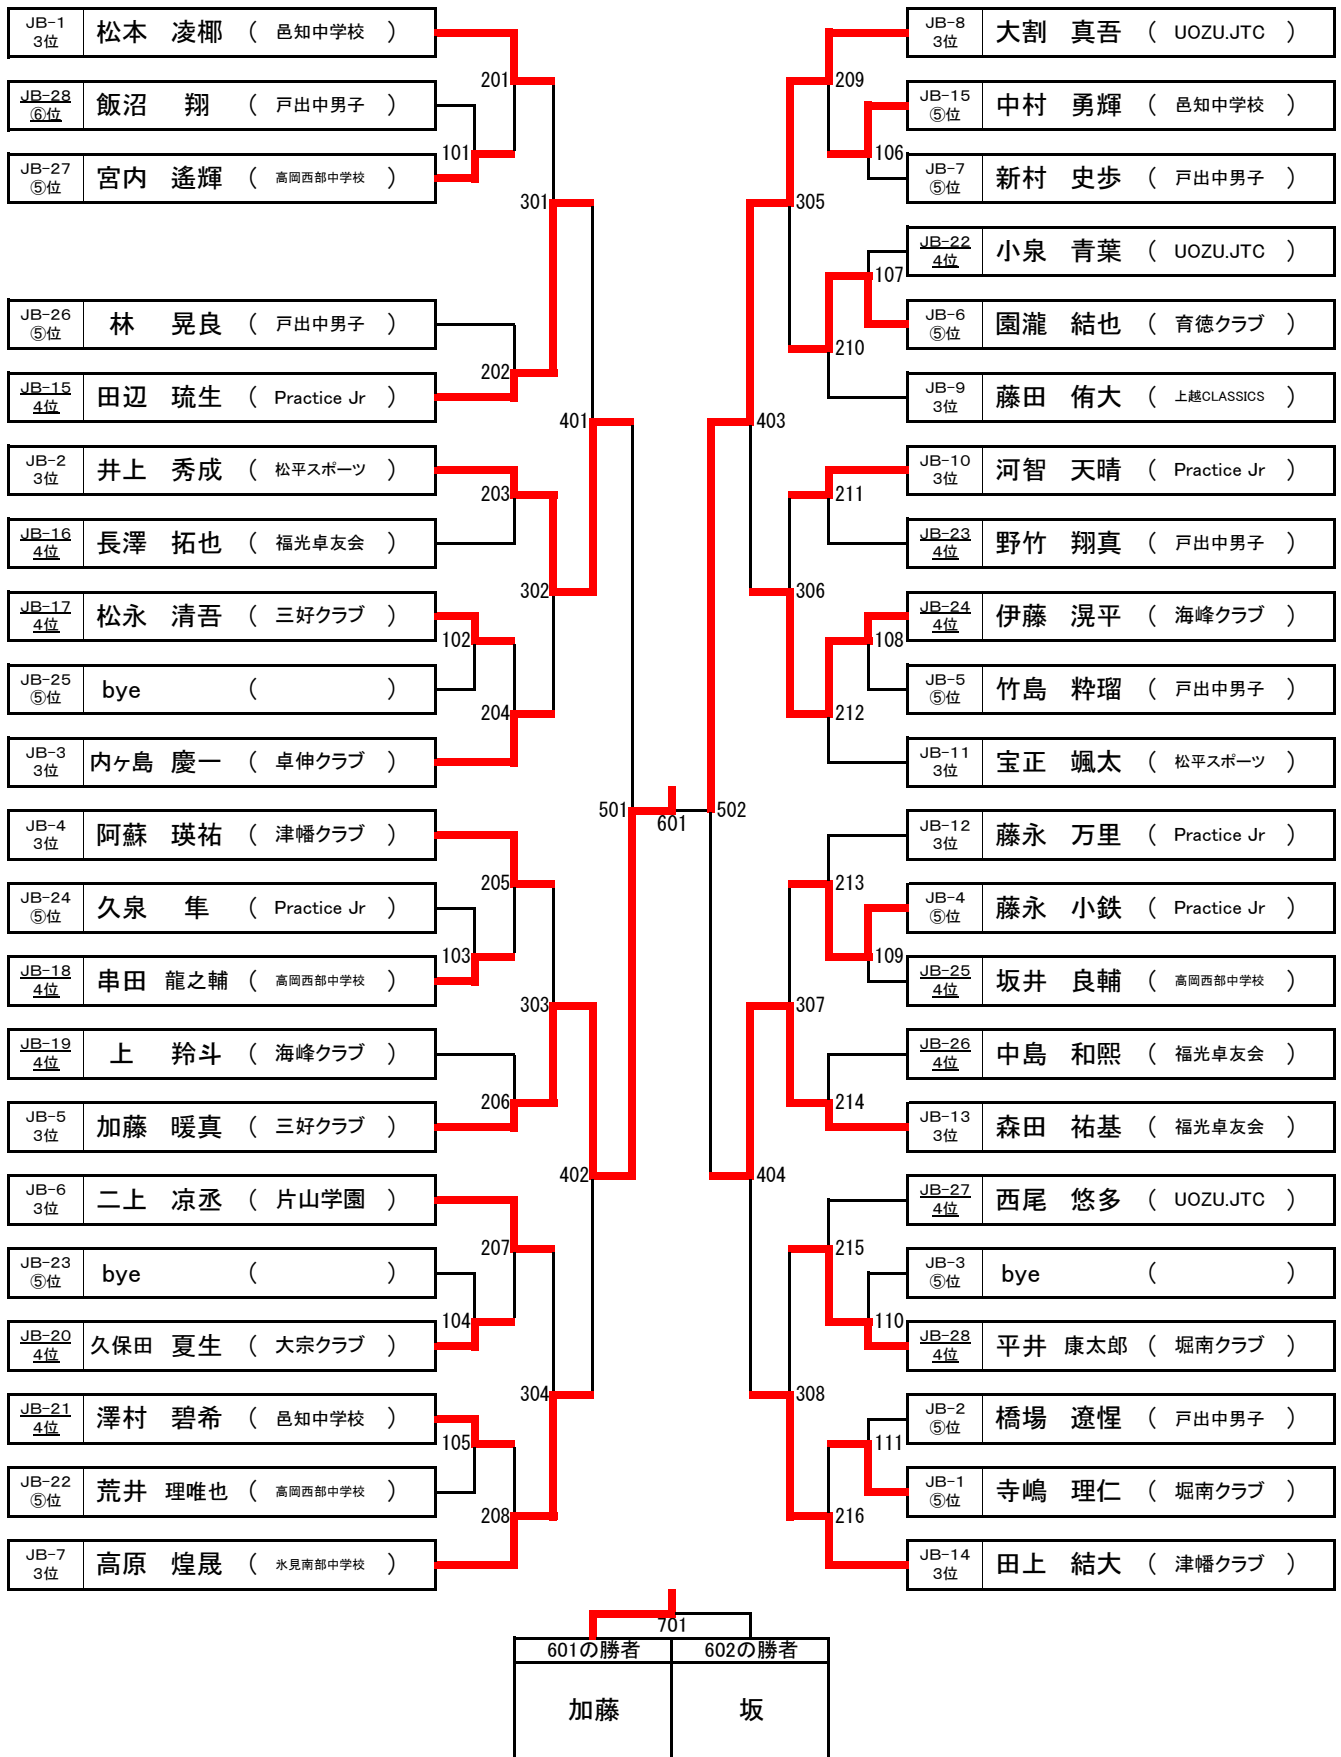 JB-1 3位 松本 凌椰 ( 邑知中学校 )
JB-28 ⑥位 飯沼 翔 ( 戸出中男子 )
JB-27 ⑤位 宮内 遙輝 ( 高岡西部中学校 )
JB-26 ⑤位 林 晃良 ( 戸出中男子 )
JB-15 4位 田辺 琉生 ( Practice Jr )
JB-2 3位 井上 秀成 ( 松平スポーツ )
JB-16 4位 長澤 拓也 ( 福光卓友会 )
JB-17 4位 松永 清吾 ( 三好クラブ )
JB-25 ⑤位 bye ( )
JB-3 3位 内ヶ島 慶一 ( 卓伸クラブ )
JB-4 3位 阿蘇 瑛祐 ( 津幡クラブ )
JB-24 ⑤位 久泉 隼 ( Practice Jr )
JB-18 4位 串田 龍之輔 ( 高岡西部中学校 )
JB-19 4位 上 羚斗 ( 海峰クラブ )
JB-5 3位 加藤 暖真 ( 三好クラブ )
JB-6 3位 二上 凉丞 ( 片山学園 )
JB-23 ⑤位 bye ( )
JB-20 4位 久保田 夏生 ( 大宗クラブ )
JB-21 4位 澤村 碧希 ( 邑知中学校 )
JB-22 ⑤位 荒井 理唯也 ( 高岡西部中学校 )
JB-7 3位 高原 煌晟 ( 氷見南部中学校 )
201
101
301
202
401
203
302
102
204
501
205
103
303
206
402
207
104
304
105
208
601
502
209
106
305
107
210
403
211
306
108
212
213
109
307
214
404
215
110
308
111
216
JB-8 3位 大割 真吾 ( UOZU.JTC )
JB-15 ⑤位 中村 勇輝 ( 邑知中学校 )
JB-7 ⑤位 新村 史歩 ( 戸出中男子 )
JB-22 4位 小泉 青葉 ( UOZU.JTC )
JB-6 ⑤位 園瀧 結也 ( 育徳クラブ )
JB-9 3位 藤田 侑大 ( 上越CLASSICS )
JB-10 3位 河智 天晴 ( Practice Jr )
JB-23 4位 野竹 翔真 ( 戸出中男子 )
JB-24 4位 伊藤 滉平 ( 海峰クラブ )
JB-5 ⑤位 竹島 粋瑠 ( 戸出中男子 )
JB-11 3位 宝正 颯太 ( 松平スポーツ )
JB-12 3位 藤永 万里 ( Practice Jr )
JB-4 ⑤位 藤永 小鉄 ( Practice Jr )
JB-25 4位 坂井 良輔 ( 高岡西部中学校 )
JB-26 4位 中島 和煕 ( 福光卓友会 )
JB-13 3位 森田 祐基 ( 福光卓友会 )
JB-27 4位 西尾 悠多 ( UOZU.JTC )
JB-3 ⑤位 bye ( )
JB-28 4位 平井 康太郎 ( 堀南クラブ )
JB-2 ⑤位 橋場 遼惺 ( 戸出中男子 )
JB-1 ⑤位 寺嶋 理仁 ( 堀南クラブ )
JB-14 3位 田上 結大 ( 津幡クラブ )
701
601の勝者 602の勝者
加藤 坂